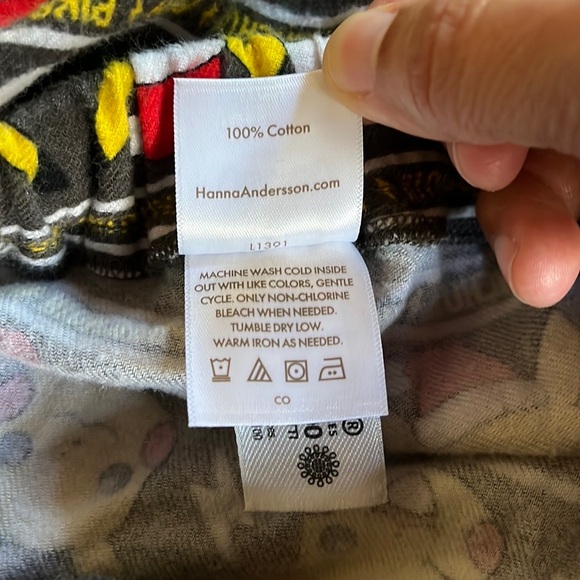 100% Cotton
HannaAndersson.com
L1391
MACHINE WASH COLD INSIDE
OUT WITH LIKE COLORS, GENTLE
CYCLE. ONLY NON-CHLORINE
BLEACH WHEN NEEDED.
TUMBLE DRY LOW.
WARM IRON AS NEEDED.
CO
®